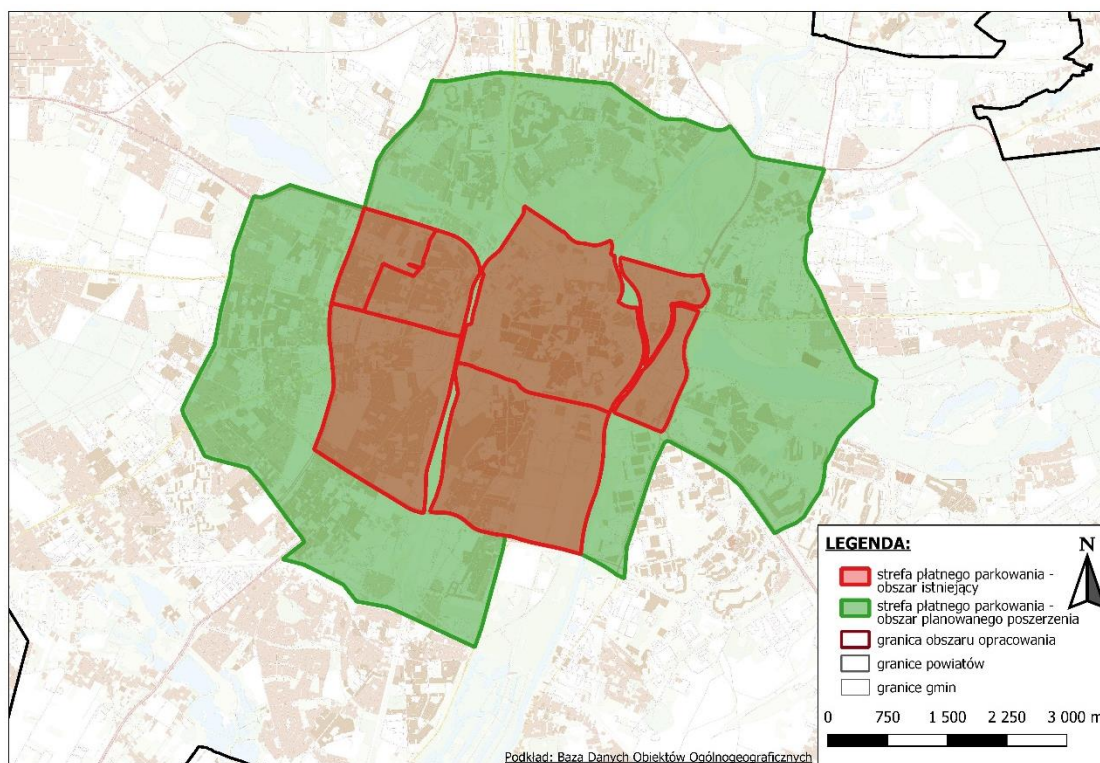 LEGENDA:
N
strefa płatnego parkowania -
obszar istniejący
strefa płatnego parkowania -
obszar planowanego poszerzenia
granica obszaru opracowania
granice powiatów
granice gmin
0 750 1 500 2 250 3 000 m
Podkład: Baza Danych Obiektów Ogólnogeograficznych